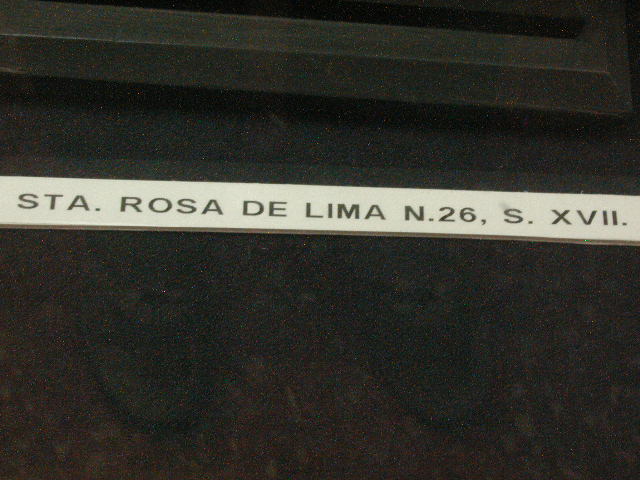 STA. ROSA DE LIMA N.26, S. XVII.